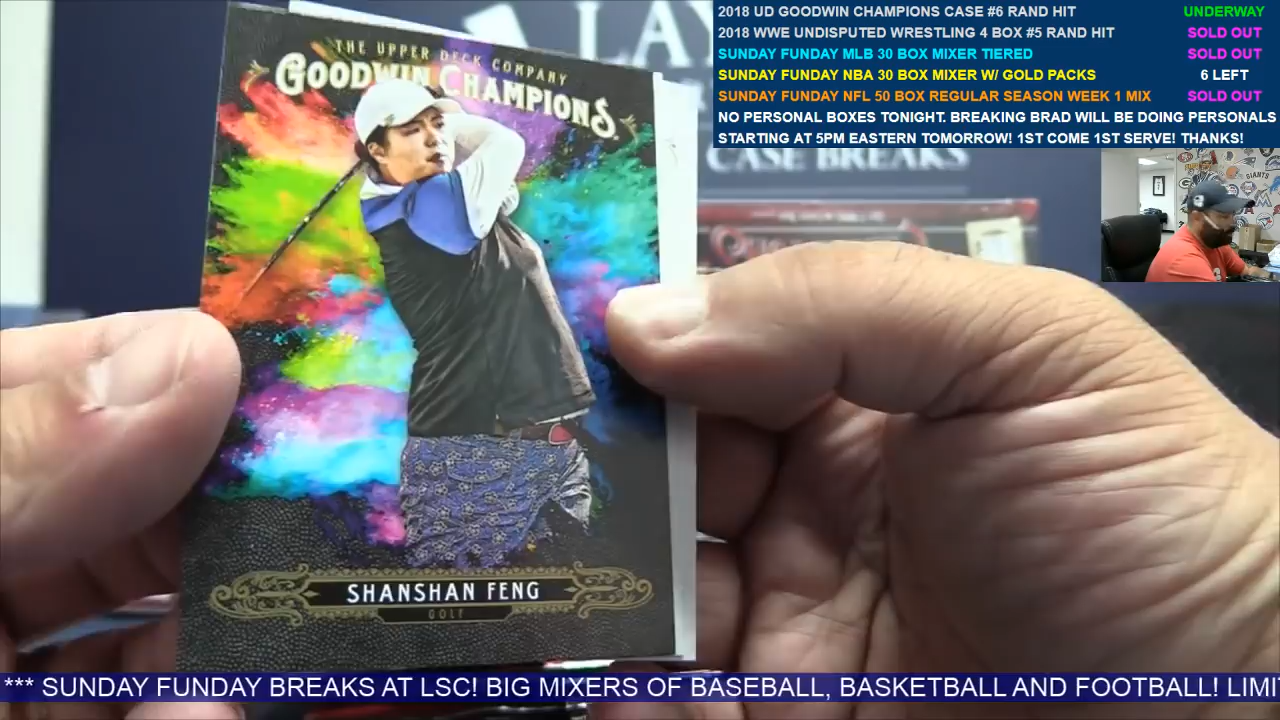 2018 UD GOODWIN CHAMPIONS CASE #6 RAND HIT UNDERWAY
2018 WWE UNDISPUTED WRESTLING 4 BOX #5 RAND HIT SOLD OUT
SUNDAY FUNDAY MLB 30 BOX MIXER TIERED SOLD OUT
SUNDAY FUNDAY NBA 30 BOX MIXER W/ GOLD PACKS 6 LEFT
SUNDAY FUNDAY NFL 50 BOX REGULAR SEASON WEEK 1 MIX SOLD OUT
NO PERSONAL BOXES TONIGHT. BREAKING BRAD WILL BE DOING PERSONALS
STARTING AT 5PM EASTERN TOMORROW! 1ST COME 1ST SERVE! THANKS!
LAY
CASE BREAKS
GIANTS
THE UPPER DECK COMPANY
GOODWIN CHAMPIONS
SHANSHAN FENG
GOLF
*** SUNDAY FUNDAY BREAKS AT LSC! BIG MIXERS OF BASEBALL, BASKETBALL AND FOOTBALL! LIMI